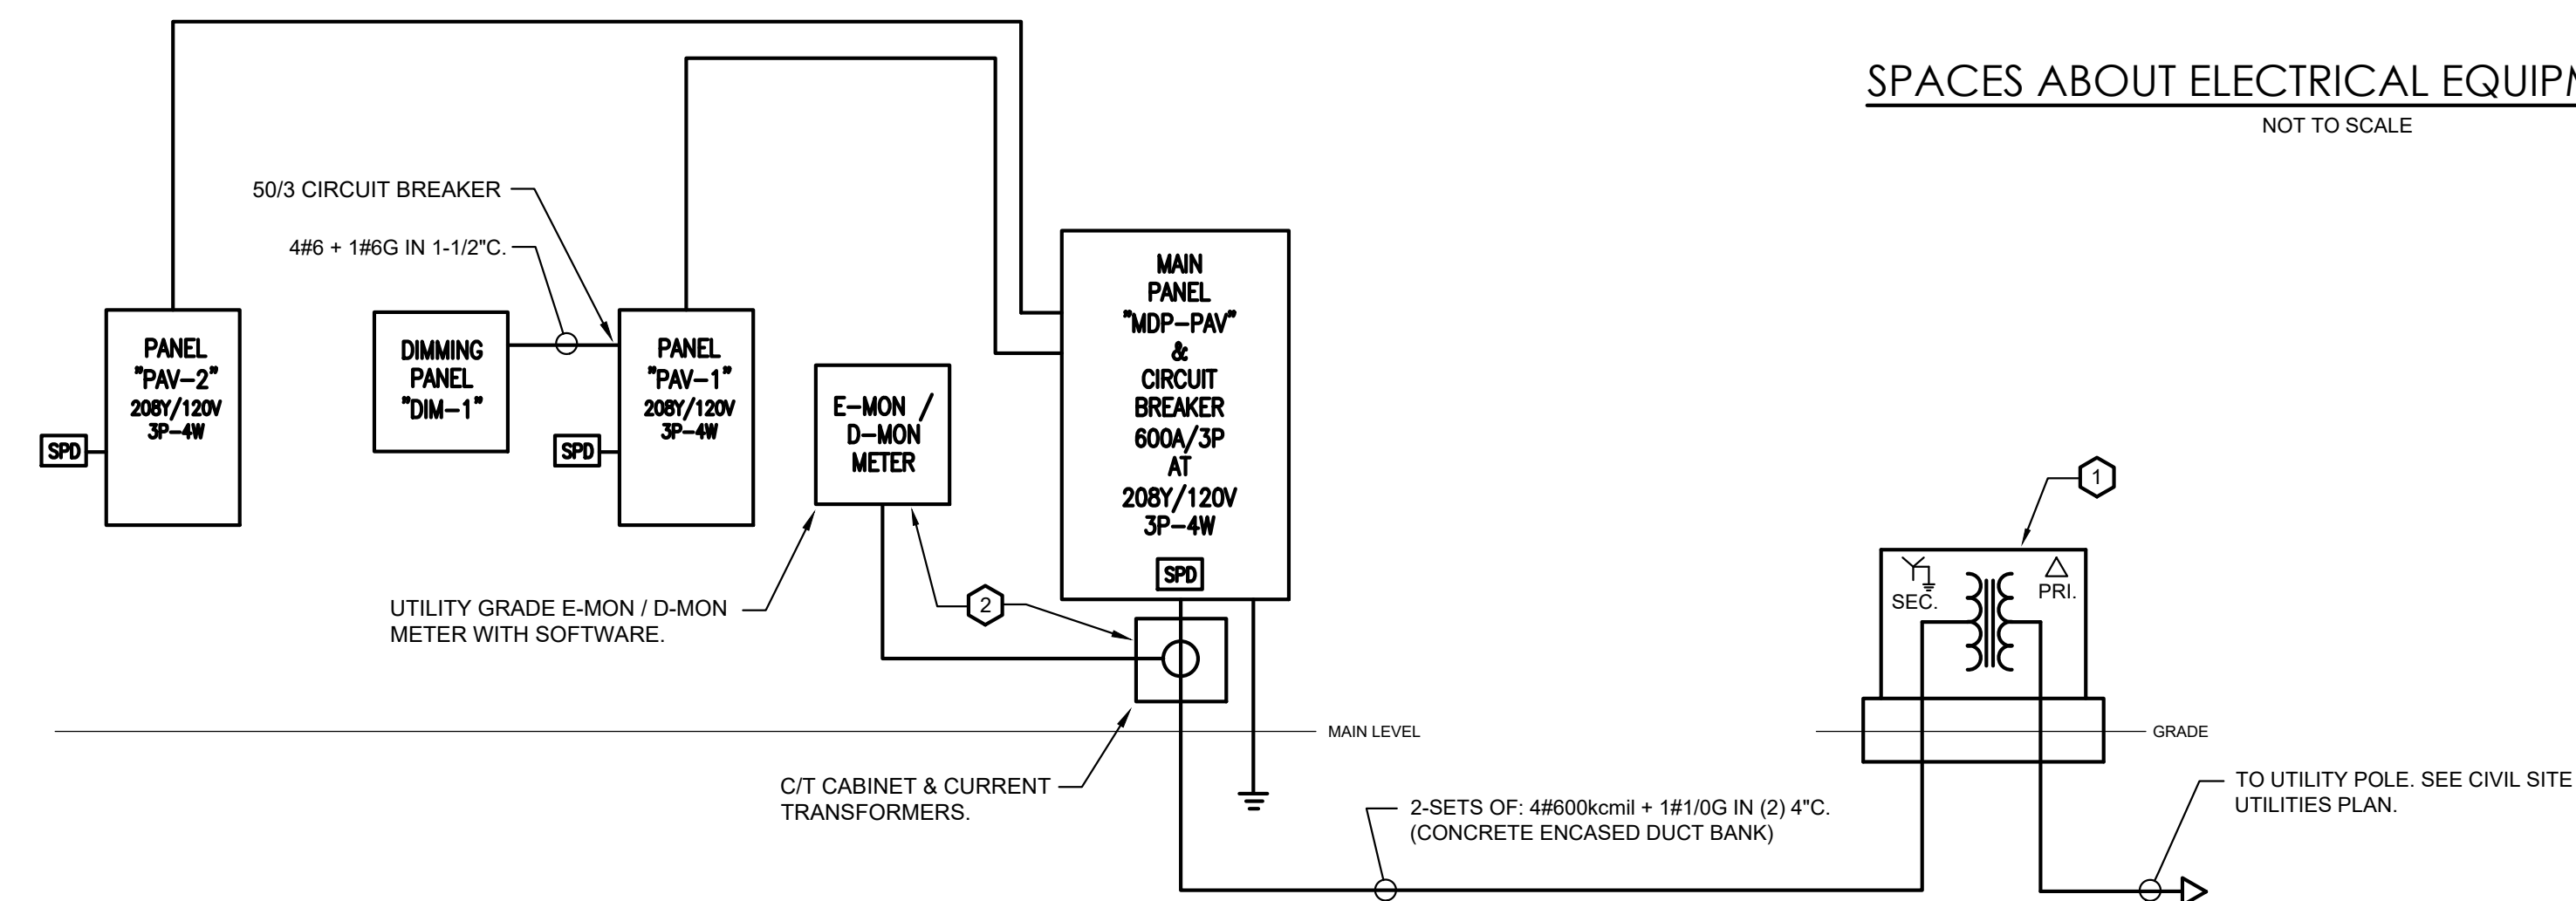 SPACES ABOUT ELECTRICAL EQUIPM
NOT TO SCALE
50/3 CIRCUIT BREAKER
4#6 + 1#6G IN 1-1/2"C.
PANEL
"PAV-2"
208Y/120V
3P-4W
SPD
DIMMING
PANEL
"DIM-1"
PANEL
"PAV-1"
208Y/120V
3P-4W
SPD
E-MON /
D-MON
METER
MAIN
PANEL
"MDP-PAV"
&
CIRCUIT
BREAKER
600A/3P
AT
208Y/120V
3P-4W
SPD
1
SEC.
PRI.
UTILITY GRADE E-MON / D-MON
METER WITH SOFTWARE.
2
MAIN LEVEL
GRADE
C/T CABINET & CURRENT
TRANSFORMERS.
2-SETS OF: 4#600kcmil + 1#1/0G IN (2) 4"C.
(CONCRETE ENCASED DUCT BANK)
TO UTILITY POLE. SEE CIVIL SITE
UTILITIES PLAN.